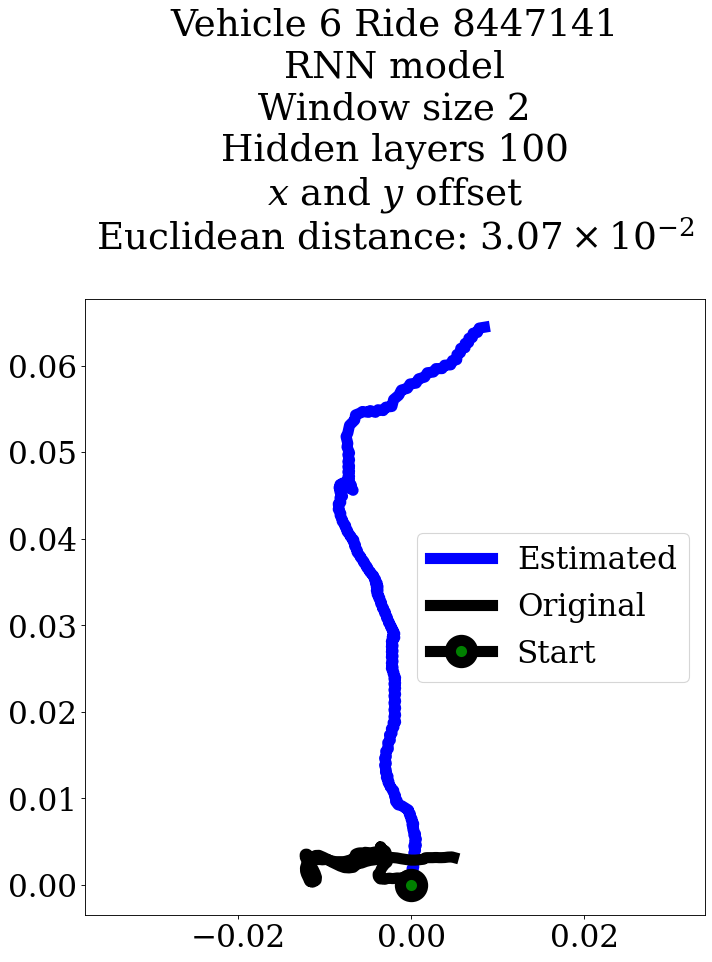 Vehicle 6 Ride 8447141
RNN model
Window size 2
Hidden layers 100
x and y offset
Euclidean distance: 3.07 × 10⁻²
0.06
0.05
0.04
0.03
0.02
0.01
0.00
Estimated
Original
Start
−0.02 0.00 0.02